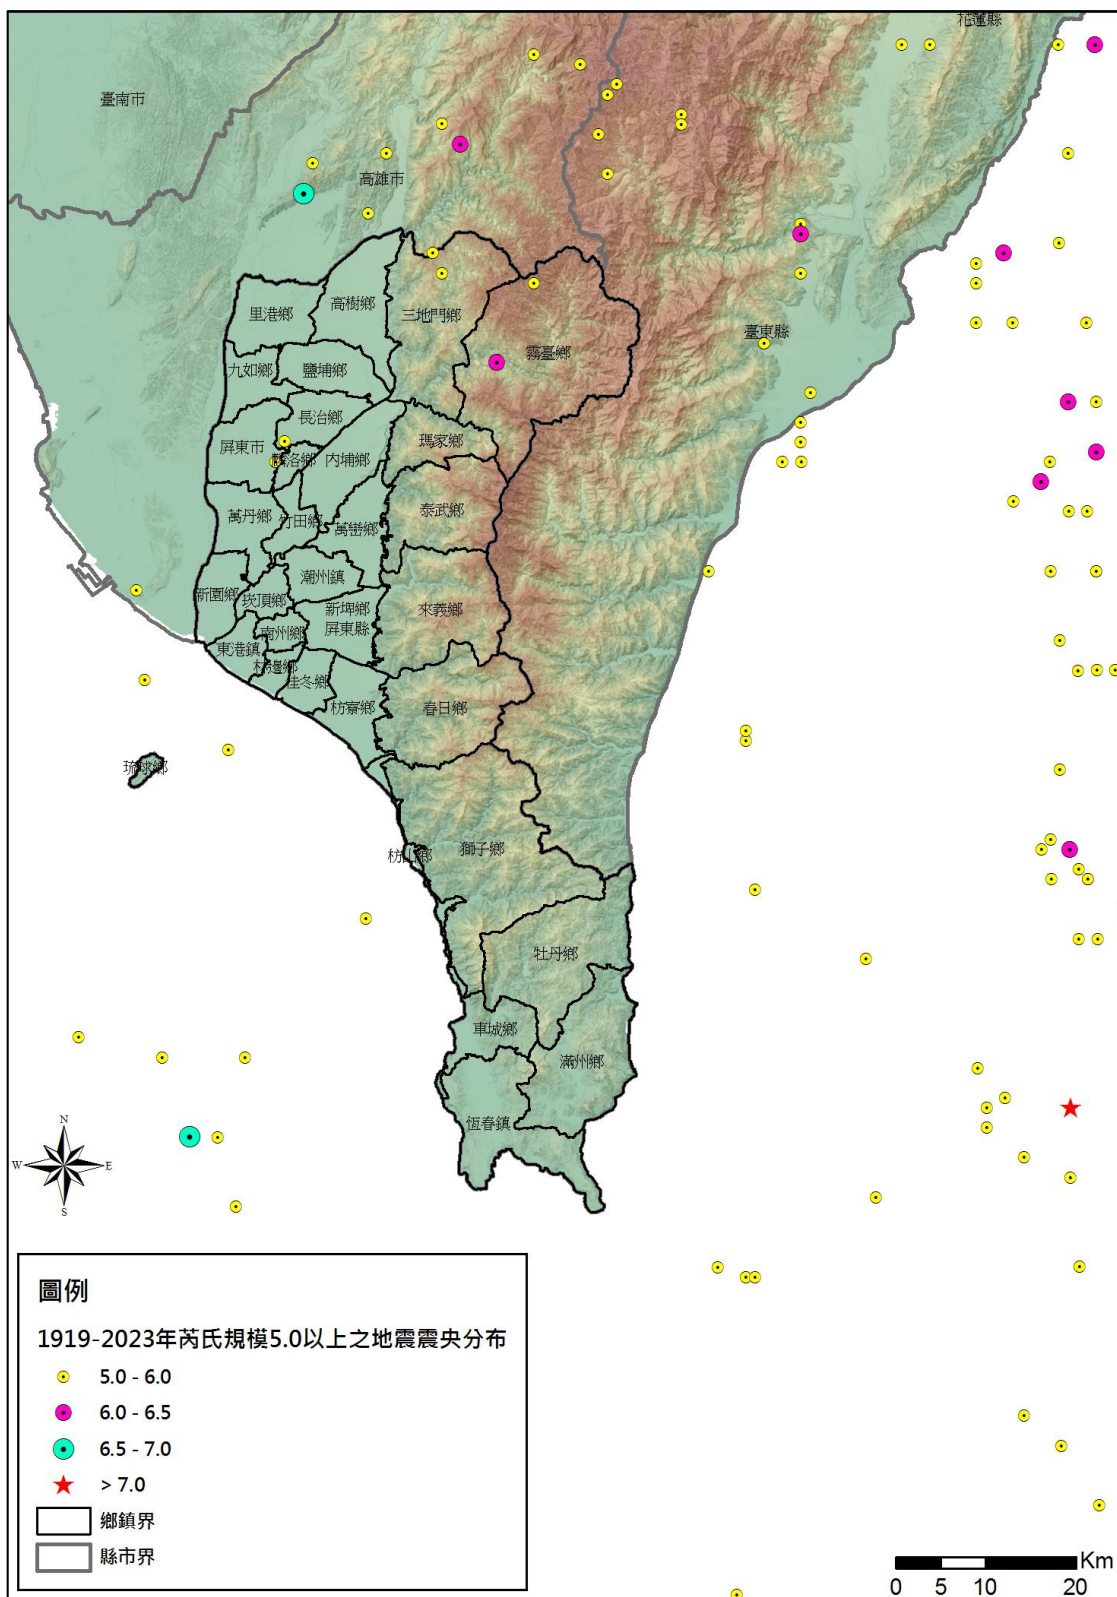 花蓮縣
臺南市
高雄市
高樹鄉
里港鄉
三地門鄉
臺東縣
霧臺鄉
九如鄉
鹽埔鄉
長治鄉
瑪家鄉
屏東市
內埔鄉
泰武鄉
萬丹鄉
竹田鄉
萬巒鄉
潮州鎮
新園鄉
崁頂鄉
新埤鄉
來義鄉
屏東縣
南州鄉
東港鎮
林邊鄉
佳冬鄉
枋寮鄉
春日鄉
琉球鄉
枋山鄉
獅子鄉
牡丹鄉
車城鄉
滿州鄉
恆春鎮
N
W E
S
圖例
1919-2023年芮氏規模5.0以上之地震震央分布
5.0 - 6.0
6.0 - 6.5
6.5 - 7.0
> 7.0
鄉鎮界
縣市界
Km
0 5 10 20